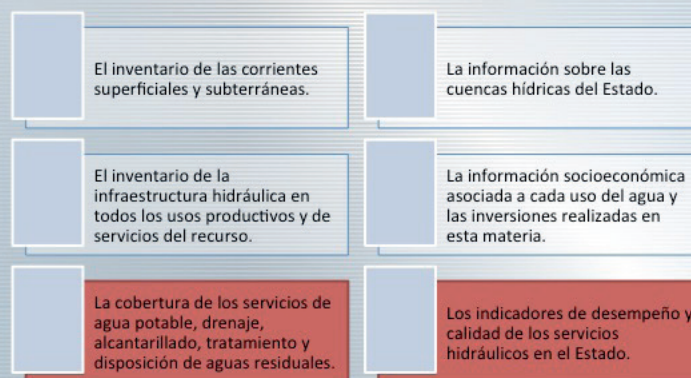 El inventario de las corrientes
superficiales y subterráneas.
La información sobre las
cuencas hídricas del Estado.
El inventario de la
infraestructura hidráulica en
todos los usos productivos y de
servicios del recurso.
La información socioeconómica
asociada a cada uso del agua y
las inversiones realizadas en
esta materia.
La cobertura de los servicios de
agua potable, drenaje,
alcantarillado, tratamiento y
disposición de aguas residuales.
Los indicadores de desempeño y
calidad de los servicios
hidráulicos en el Estado.